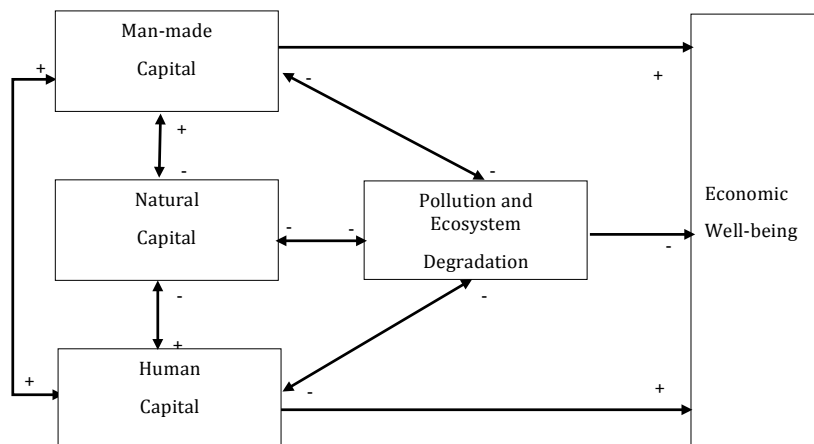 Man-made
Capital
+
-
+
+
-
-
Natural
Capital
-
-
Pollution and
Ecosystem
Degradation
-
Economic
Well-being
-
+
-
-
+
Human
Capital
+
+